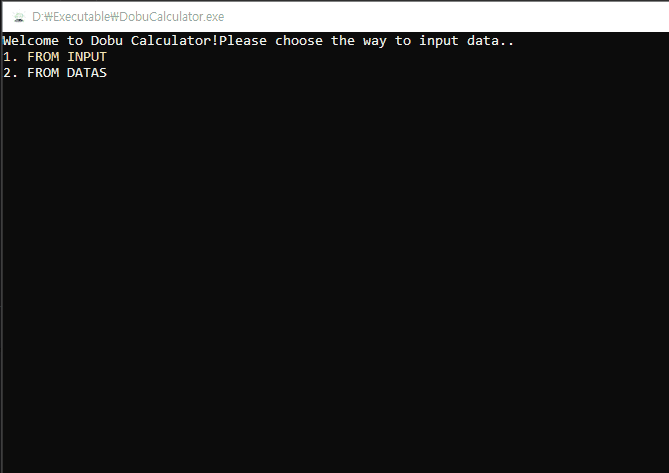 D:₩Executable₩DobuCalculator.exe
Welcome to Dobu Calculator!Please choose the way to input data..
1. FROM INPUT
2. FROM DATAS